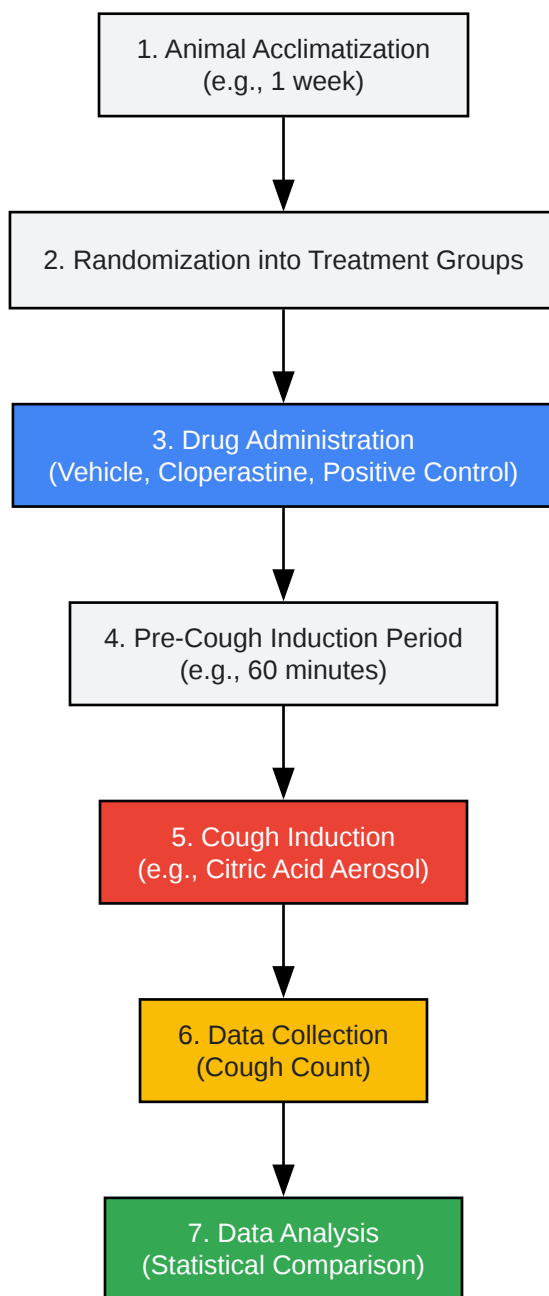 1. Animal Acclimatization
(e.g., 1 week)
2. Randomization into Treatment Groups
3. Drug Administration
(Vehicle, Cloperastine, Positive Control)
4. Pre-Cough Induction Period
(e.g., 60 minutes)
5. Cough Induction
(e.g., Citric Acid Aerosol)
6. Data Collection
(Cough Count)
7. Data Analysis
(Statistical Comparison)